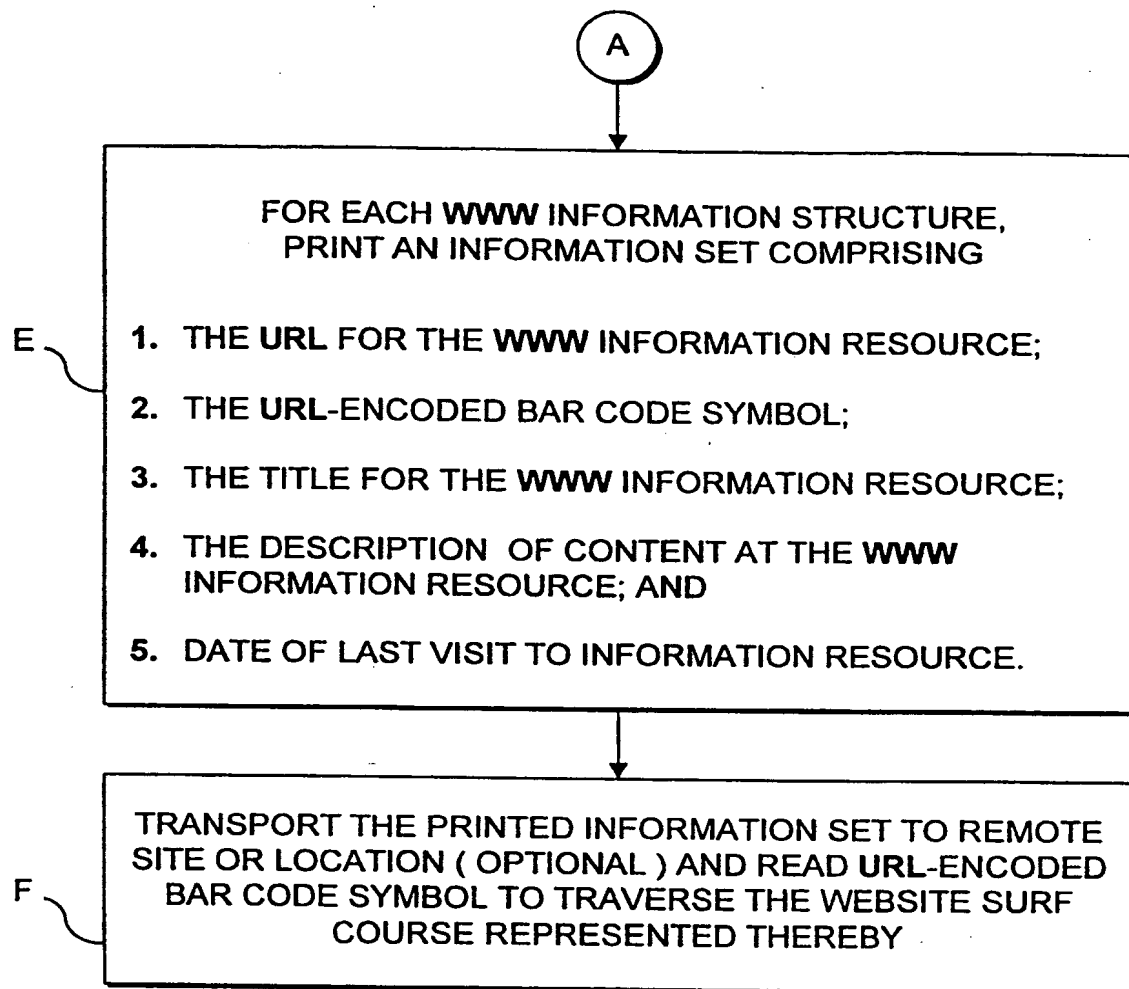 A
FOR EACH WWW INFORMATION STRUCTURE,
PRINT AN INFORMATION SET COMPRISING
E
1. THE URL FOR THE WWW INFORMATION RESOURCE;
2. THE URL-ENCODED BAR CODE SYMBOL;
3. THE TITLE FOR THE WWW INFORMATION RESOURCE;
4. THE DESCRIPTION OF CONTENT AT THE WWW
INFORMATION RESOURCE; AND
5. DATE OF LAST VISIT TO INFORMATION RESOURCE.
F
TRANSPORT THE PRINTED INFORMATION SET TO REMOTE
SITE OR LOCATION ( OPTIONAL ) AND READ URL-ENCODED
BAR CODE SYMBOL TO TRAVERSE THE WEBSITE SURF
COURSE REPRESENTED THEREBY